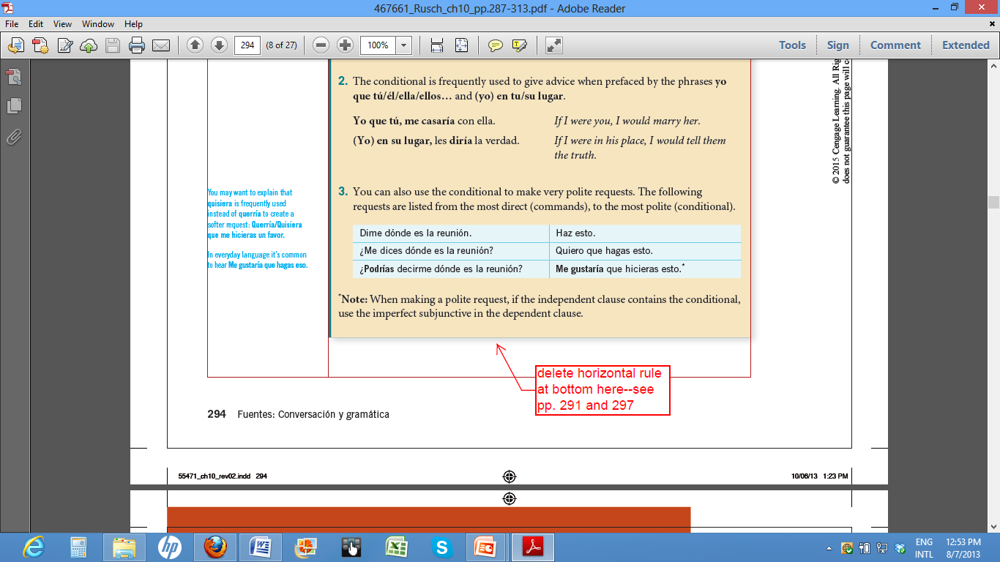 467661_Rusch_ch10_pp.287-313.pdf - Adobe Reader
File Edit View Window Help
294 (8 of 27) 100% Tools Sign Comment Extended
2. The conditional is frequently used to give advice when prefaced by the phrases yo
que tú/él/ella/ellos… and (yo) en tu/su lugar.
Yo que tú, me casaría con ella. If I were you, I would marry her.
(Yo) en su lugar, les diría la verdad. If I were in his place, I would tell them
the truth.
© 2015 Cengage Learning. All Rig
does not guarantee this page will c
You may want to explain that
quisiera is frequently used
instead of querría to create a
softer request: Querría/Quisiera
que me hicieras un favor.
In everyday language it's common
to hear Me gustaría que hagas eso.
3. You can also use the conditional to make very polite requests. The following
requests are listed from the most direct (commands), to the most polite (conditional).
Dime dónde es la reunión. Haz esto.
¿Me dices dónde es la reunión? Quiero que hagas esto.
¿Podrías decirme dónde es la reunión? Me gustaría que hicieras esto.*
*Note: When making a polite request, if the independent clause contains the conditional,
use the imperfect subjunctive in the dependent clause.
delete horizontal rule
at bottom here--see
pp. 291 and 297
294 Fuentes: Conversación y gramática
55471_ch10_rev02.indd 294 10/06/13 1:23 PM
ENG 12:53 PM
INTL 8/7/2013